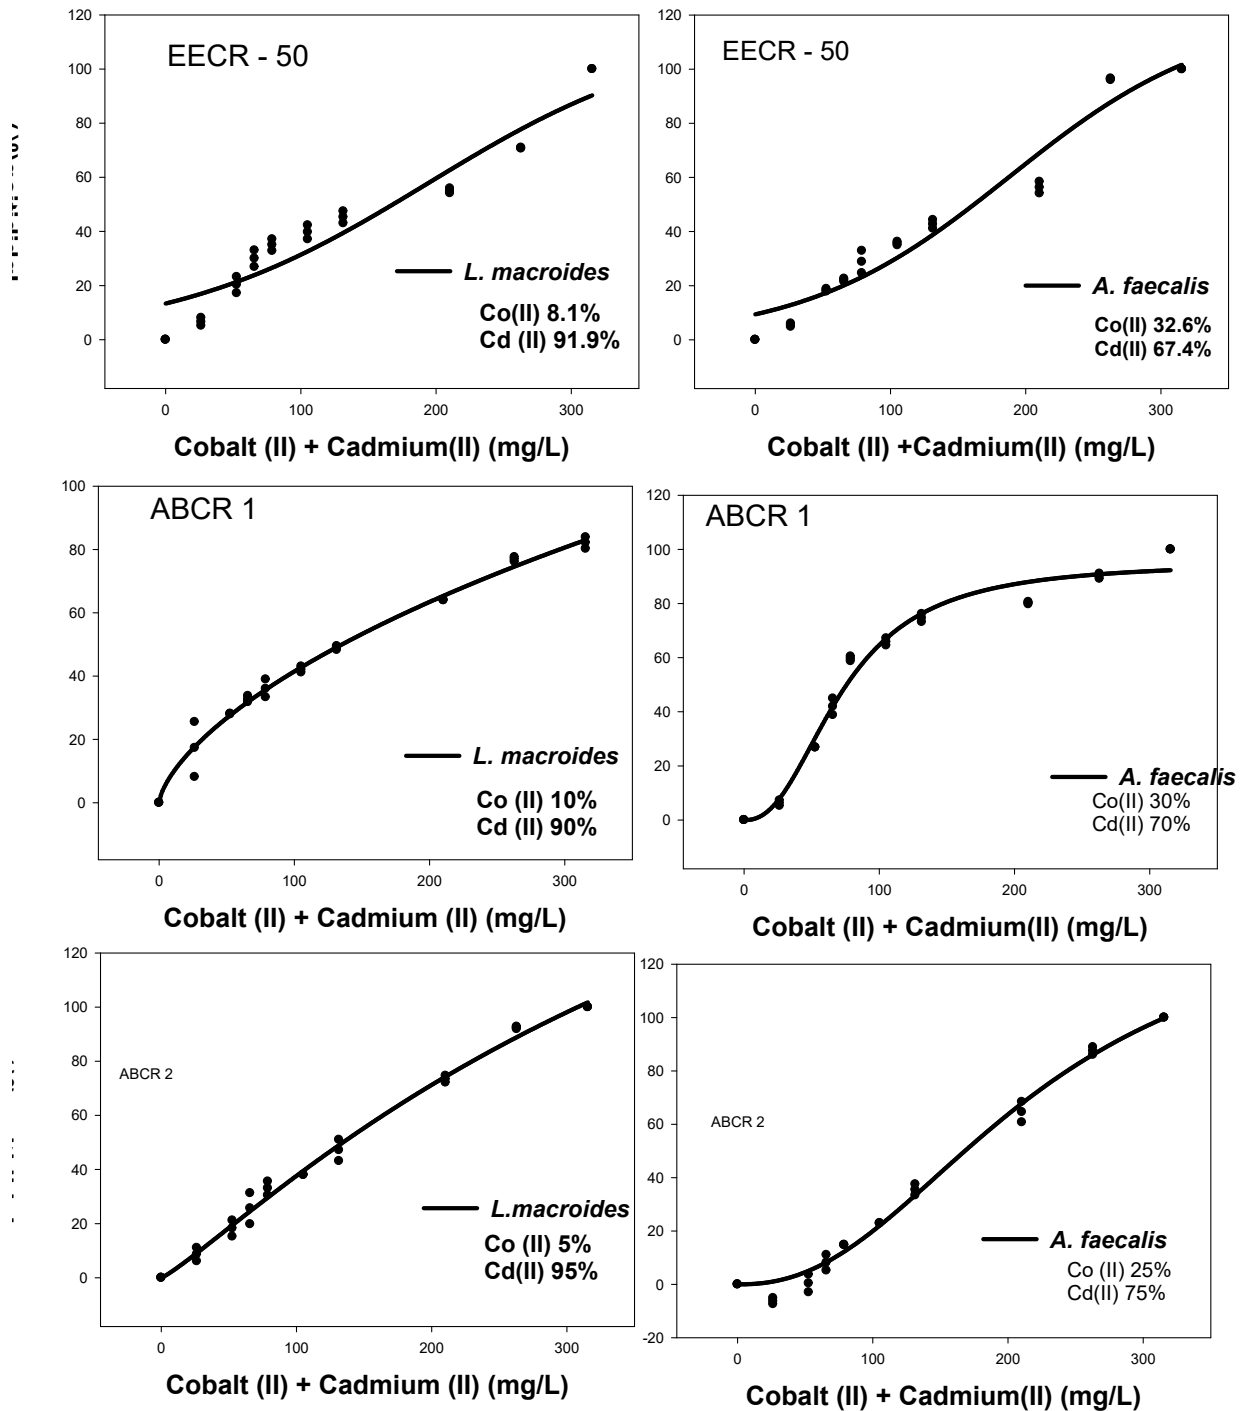 120
100
80
60
40
20
0
EECR - 50
L. macroides
Co(II) 8.1%
Cd (II) 91.9%
0 100 200 300
Cobalt (II) + Cadmium(II) (mg/L)
120
100
80
60
40
20
0
EECR - 50
A. faecalis
Co(II) 32.6%
Cd(II) 67.4%
0 100 200 300
Cobalt (II) +Cadmium(II) (mg/L)
100
80
60
40
20
0
ABCR 1
L. macroides
Co (II) 10%
Cd (II) 90%
0 100 200 300
Cobalt (II) + Cadmium (II) (mg/L)
120
100
80
60
40
20
0
ABCR 1
A. faecalis
Co(II) 30%
Cd(II) 70%
0 100 200 300
Cobalt (II) + Cadmium(II) (mg/L)
120
100
80
60
40
20
0
ABCR 2
L.macroides
Co (II) 5%
Cd(II) 95%
0 100 200 300
Cobalt (II) + Cadmium (II) (mg/L)
120
100
80
60
40
20
0
-20
ABCR 2
A. faecalis
Co (II) 25%
Cd(II) 75%
0 100 200 300
Cobalt (II) + Cadmium(II) (mg/L)